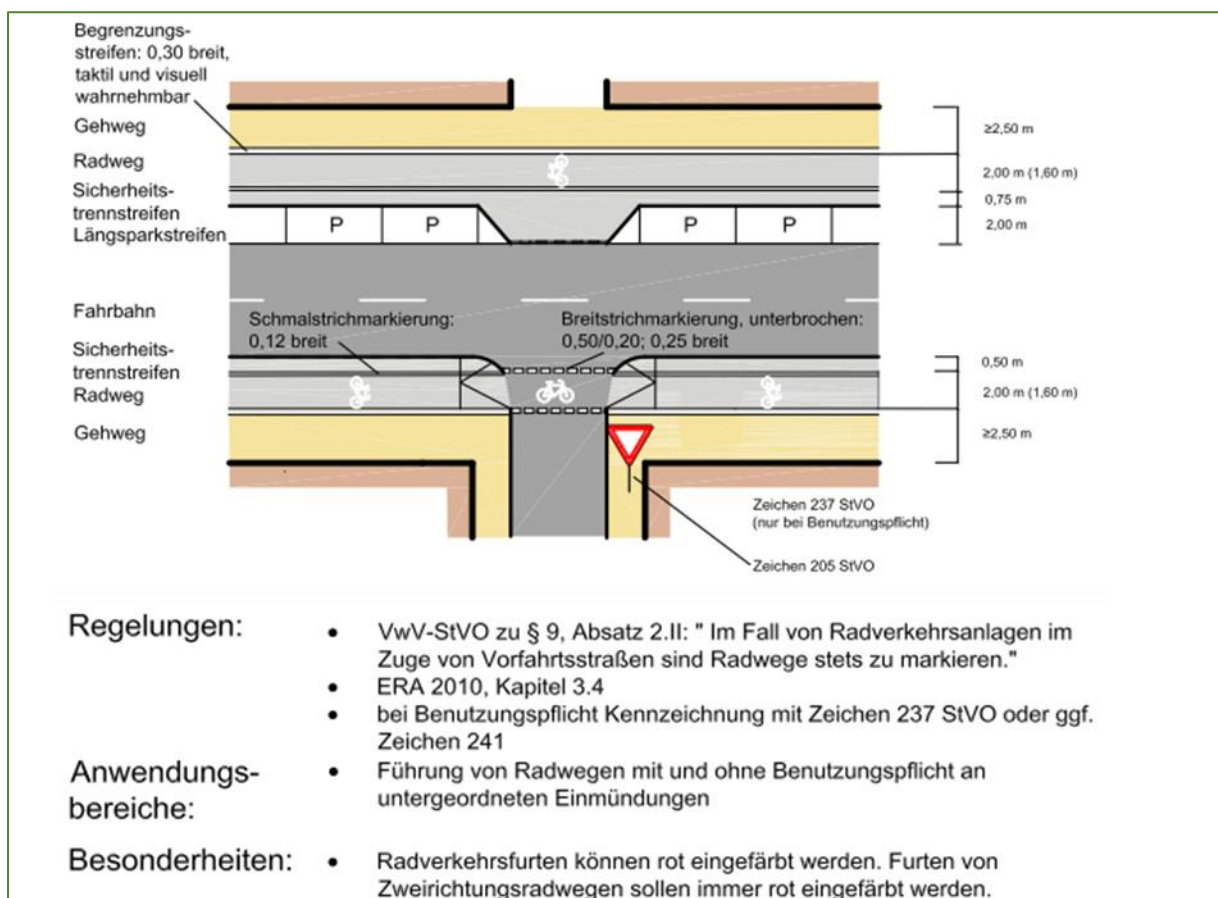 Begrenzungs-
streifen: 0,30 breit,
taktil und visuell
wahrnehmbar
Gehweg
≥2,50 m
Radweg
2,00 m (1,60 m)
Sicherheits-
trennstreifen
0,75 m
Längsparkstreifen
P P P P
2,00 m
Fahrbahn
Schmalstrichmarkierung:
0,12 breit
Breitstrichmarkierung, unterbrochen:
0,50/0,20; 0,25 breit
Sicherheits-
trennstreifen
0,50 m
Radweg
2,00 m (1,60 m)
Gehweg
≥2,50 m
Zeichen 237 StVO
(nur bei Benutzungspflicht)
Zeichen 205 StVO
Regelungen:
• VwV-StVO zu § 9, Absatz 2.II: " Im Fall von Radverkehrsanlagen im
Zuge von Vorfahrtsstraßen sind Radwege stets zu markieren."
• ERA 2010, Kapitel 3.4
• bei Benutzungspflicht Kennzeichnung mit Zeichen 237 StVO oder ggf.
Zeichen 241
Anwendungs-
bereiche:
• Führung von Radwegen mit und ohne Benutzungspflicht an
untergeordneten Einmündungen
Besonderheiten:
• Radverkehrsfurten können rot eingefärbt werden. Furten von
Zweirichtungsradwegen sollen immer rot eingefärbt werden.